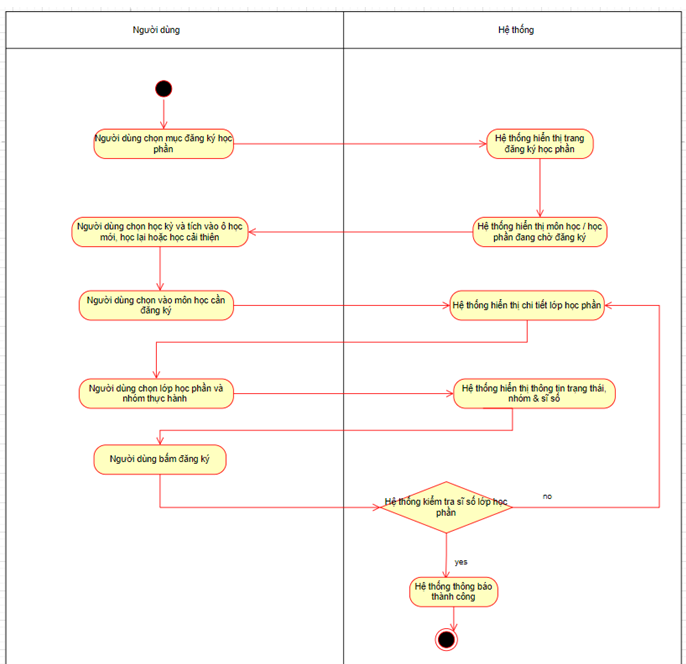 Người dùng
Hệ thống
Người dùng chọn mục đăng ký học
phần
Hệ thống hiển thị trang
đăng ký học phần
Người dùng chọn học kỳ và tích vào ô học
mới, học lại hoặc học cải thiện
Hệ thống hiển thị môn học / học
phần đang chờ đăng ký
Người dùng chọn vào môn học cần
đăng ký
Hệ thống hiển thị chi tiết lớp học phần
Người dùng chọn lớp học phần và
nhóm thực hành
Hệ thống hiển thị thông tin trạng thái,
nhóm & sĩ số
Người dùng bấm đăng ký
Hệ thống kiểm tra sĩ số lớp học
phần
no
yes
Hệ thống thông báo
thành công